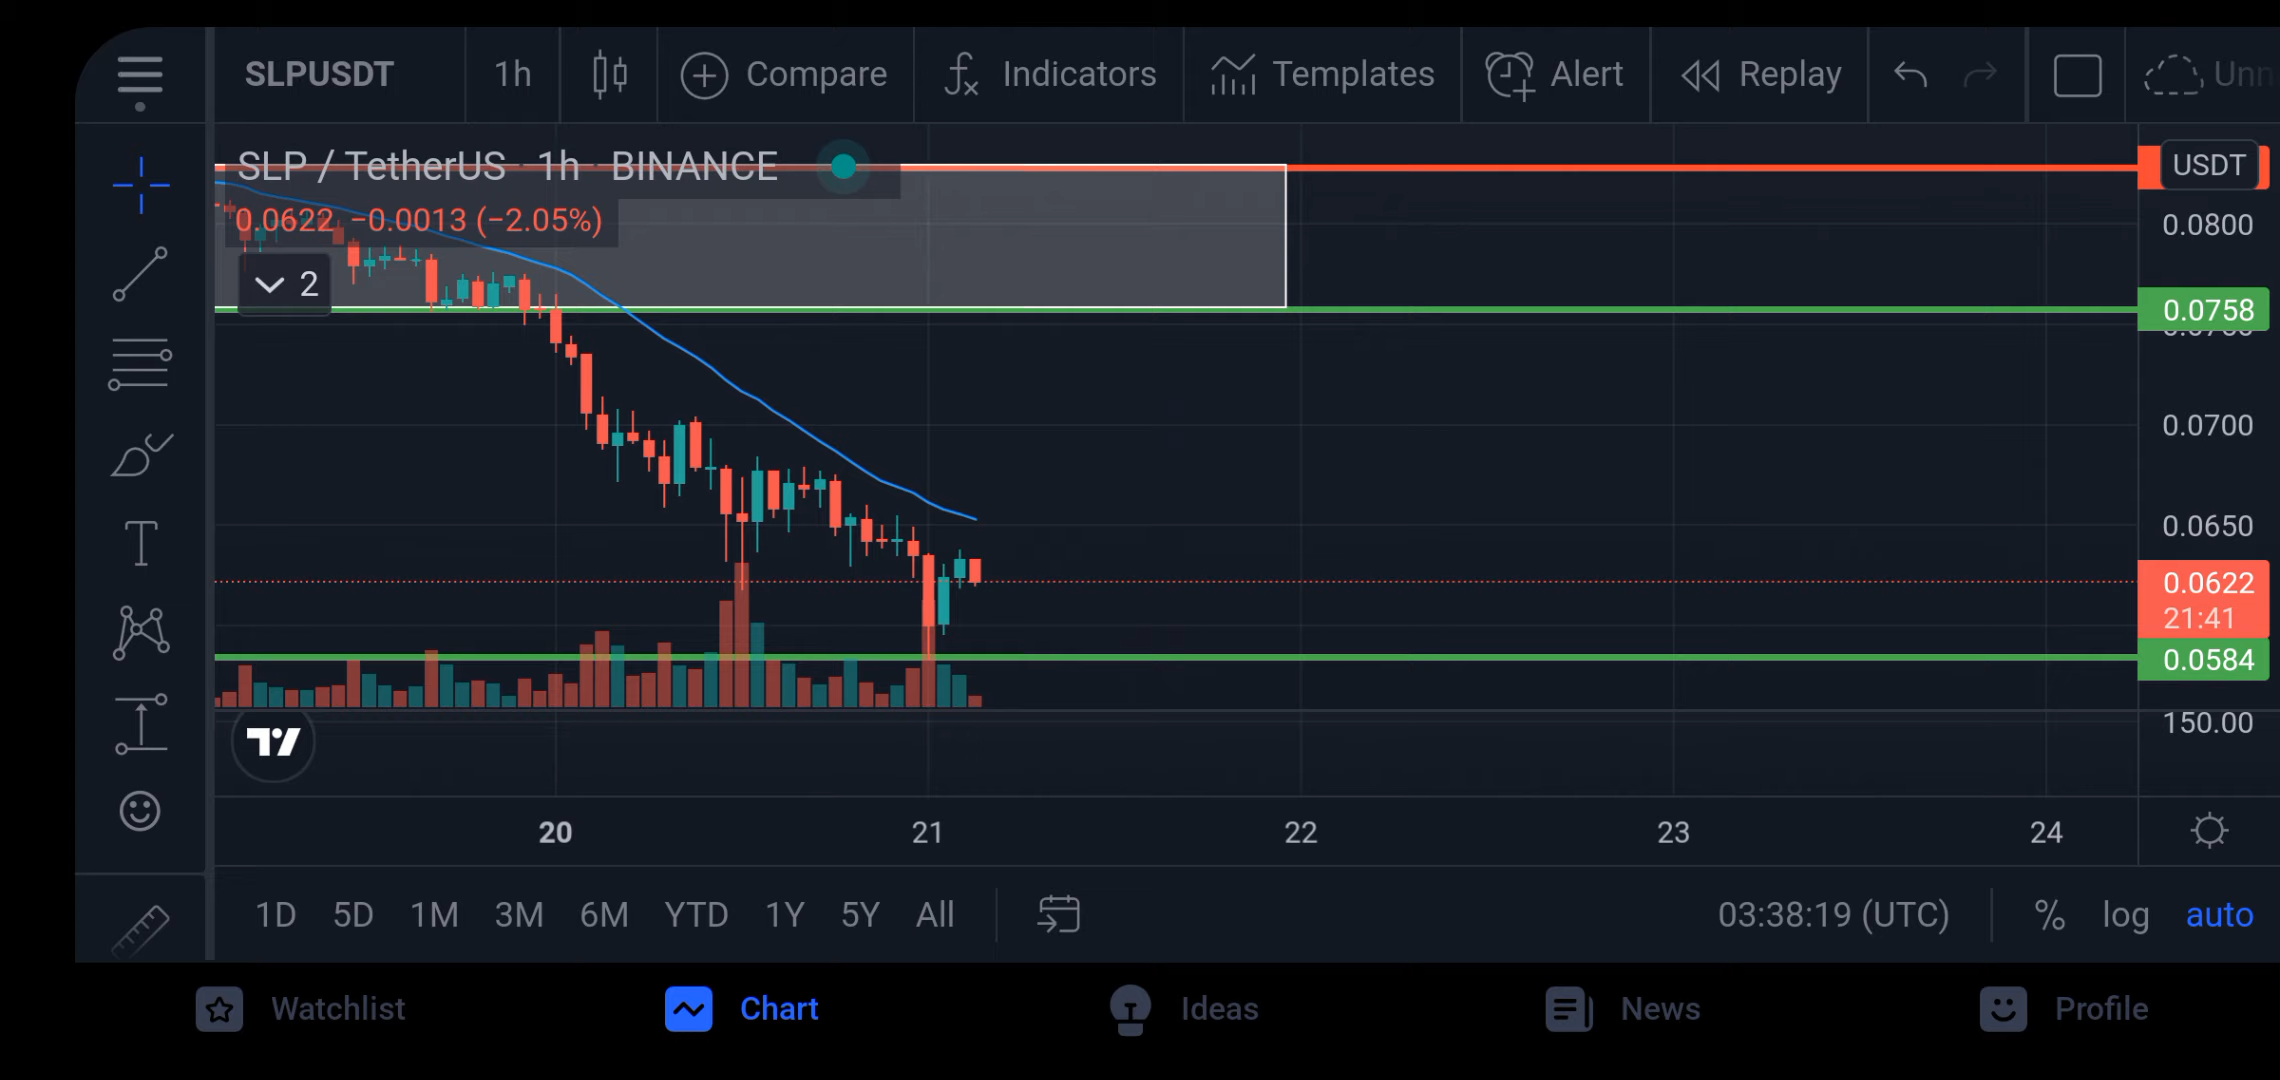 SLPUSDT 1h Compare Indicators Templates Alert Replay Unn
SLP / TetherUS · 1h · BINANCE
USDT
0.0622 −0.0013 (−2.05%)
0.0800
2
0.0758
0.0700
0.0650
0.0622
21:41
0.0584
150.00
20 21 22 23 24
1D 5D 1M 3M 6M YTD 1Y 5Y All 03:38:19 (UTC) % log auto
Watchlist Chart Ideas News Profile